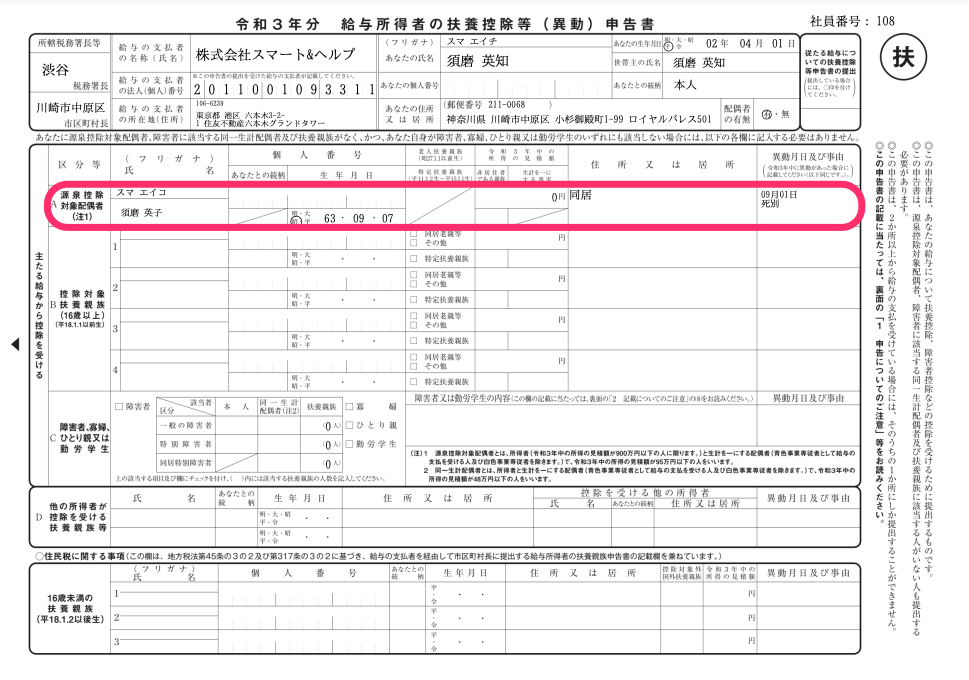 令和3年分 給与所得者の扶養控除等（異動）申告書
社員番号： 108
所轄税務署長等
渋谷
税務署長
川崎市中原区
市区町村長
給与の支払者の名称（氏名）
株式会社スマート&ヘルプ
給与の支払者の法人(個人)番号
※この申告書の提出を受けた給与の支払者が記載してください。
2011001093311
給与の支払者の所在地(住所)
106-6239
東京都 港区 六本木3-2-
1 住友不動産六本木グランドタワー
（フリガナ）
スマ エイチ
あなたの氏名
須磨 英知
あなたの個人番号
あなたの住所又は居所
（郵便番号 211-0068 ）
神奈川県 川崎市中原区 小杉御殿町1-99 ロイヤルパレス501
あなたの生年月日
明・大・昭
平・令
02 年 04 月 01 日
世帯主の氏名
須磨 英知
あなたとの続柄
本人
配偶者の有無
有・無
従たる給与についての扶養控除等申告書の提出
（提出している場合には、○印を付けてください。）
扶
あなたに源泉控除対象配偶者、障害者に該当する同一生計配偶者及び扶養親族がなく、かつ、あなた自身が障害者、寡婦、ひとり親又は勤労学生のいずれにも該当しない場合には、以下の各欄に記入する必要はありません。
区分等
（フリガナ）
氏 名
個 人 番 号
あなたとの続柄
生 年 月 日
老人扶養親族
（昭27.1.1以前生）
特定扶養親族
（平11.1.2生～平15.1.1生）
令和3年中の所得の見積額
非居住者である親族
生計を一にする事実
住 所 又 は 居 所
異動月日及び事由
（令和3年中に異動があった場合に記載してください（以下同じです。）。）
主たる給与から控除を受ける
A
源泉控除対象配偶者（注1）
スマ エイコ
須磨 英子
明・大
昭・平
63・09・07
0円
同居
09月01日
死別
B
控除対象扶養親族（16歳以上）
（平18.1.1以前生）
1
明・大
昭・平
・ ・
□ 同居老親等
□ その他
□ 特定扶養親族
円
2
明・大
昭・平
・ ・
□ 同居老親等
□ その他
□ 特定扶養親族
円
3
明・大
昭・平
・ ・
□ 同居老親等
□ その他
□ 特定扶養親族
円
4
明・大
昭・平
・ ・
□ 同居老親等
□ その他
□ 特定扶養親族
円
C
障害者、寡婦、ひとり親又は勤労学生
□ 障害者
該当者
区分
本 人
同一生計配偶者(注2)
扶養親族
一般の障害者
（0人）
特別障害者
（0人）
同居特別障害者
（0人）
□ 寡 婦
□ ひとり親
□ 勤労学生
上の該当する項目及び欄にチェックを付け、（ ）内には該当する扶養親族の人数を記入してください。
障害者又は勤労学生の内容（この欄の記載に当たっては、裏面の「2 記載についてのご注意」の(8)をお読みください。）
異動月日及び事由
（注）1 源泉控除対象配偶者とは、所得者（令和3年中の所得の見積額が900万円以下の人に限ります。）と生計を一にする配偶者（青色事業専従者として給与の
支払を受ける人及び白色事業専従者を除きます。）で、令和3年中の所得の見積額が95万円以下の人をいいます。
2 同一生計配偶者とは、所得者と生計を一にする配偶者（青色事業専従者として給与の支払を受ける人及び白色事業専従者を除きます。）で、令和3年中の
所得の見積額が48万円以下の人をいいます。
D
他の所得者が控除を受ける扶養親族等
氏 名
あなたとの続柄
生 年 月 日
住 所 又 は 居 所
控除を受ける他の所得者
氏 名
あなたとの続柄
住所又は居所
異動月日及び事由
明・大・昭
平・令
・ ・
明・大・昭
平・令
・ ・
○住民税に関する事項（この欄は、地方税法第45条の3の2及び第317条の3の2に基づき、給与の支払者を経由して市区町村長に提出する給与所得者の扶養親族申告書の記載欄を兼ねています。）
16歳未満の扶養親族
（平18.1.2以後生）
（フリガナ）
氏 名
個 人 番 号
あなたとの続柄
生年月日
住 所 又 は 居 所
控除対象外国外扶養親族
令和3年中の所得の見積額
異動月日及び事由
1
平・令
・ ・
円
2
平・令
・ ・
円
3
平・令
・ ・
円
◎この申告書は、あなたの給与について扶養控除、障害者控除などの控除を受けるために提出するものです。
◎この申告書は、源泉控除対象配偶者、障害者に該当する同一生計配偶者及び扶養親族に該当する人がいない人も提出する
必要があります。
◎この申告書は、2か所以上から給与の支払を受けている場合には、そのうちの1か所にしか提出することができません。
◎この申告書の記載に当たっては、裏面の「1 申告についてのご注意」等をお読みください。